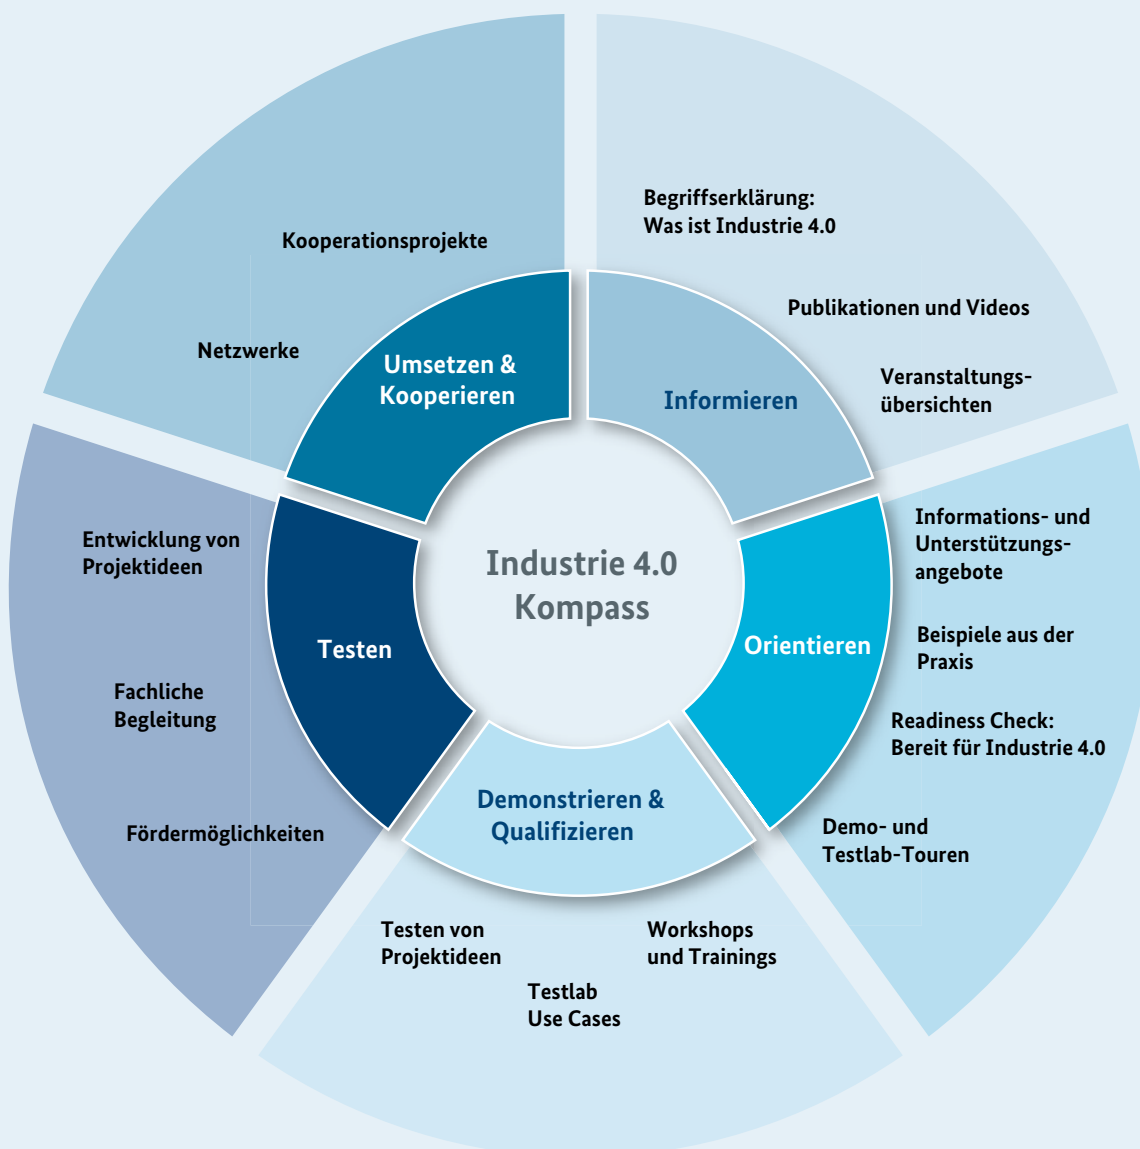 Industrie 4.0
Kompass
Informieren
Begriffserklärung:
Was ist Industrie 4.0
Publikationen und Videos
Veranstaltungs-
übersichten
Orientieren
Informations- und
Unterstützungs-
angebote
Beispiele aus der
Praxis
Readiness Check:
Bereit für Industrie 4.0
Demo- und
Testlab-Touren
Demonstrieren &
Qualifizieren
Workshops
und Trainings
Testlab
Use Cases
Testen von
Projektideen
Testen
Fördermöglichkeiten
Fachliche
Begleitung
Entwicklung von
Projektideen
Umsetzen &
Kooperieren
Netzwerke
Kooperationsprojekte